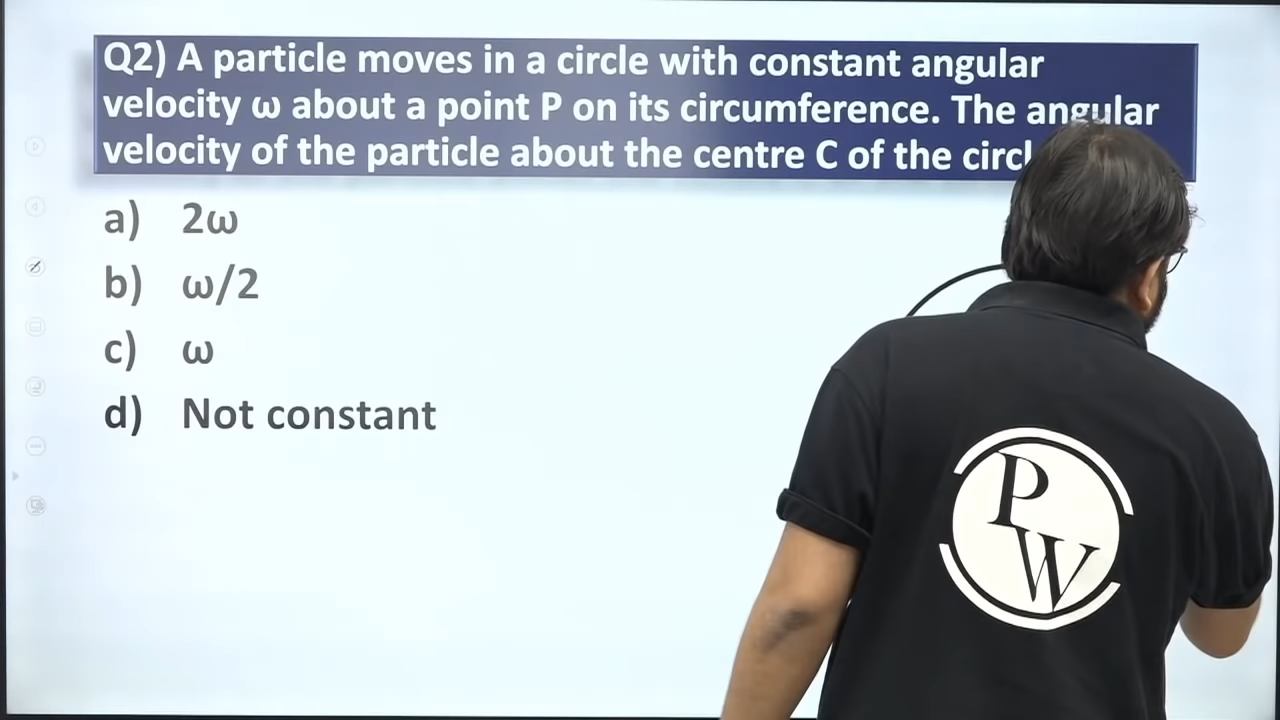 Q2) A particle moves in a circle with constant angular
velocity ω about a point P on its circumference. The angular
velocity of the particle about the centre C of the
a) 2ω
b) ω/2
c) ω
d) Not constant
P
W